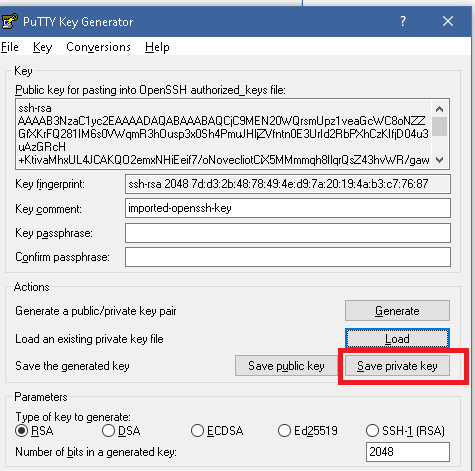 PuTTY Key Generator
?
File Key Conversions Help
Key
Public key for pasting into OpenSSH authorized_keys file:
ssh-rsa
AAAAB3NzaC1yc2EAAAADAQABAAABAQCjC9MEN20WQrsmUpz1veaGcWC8oNZZ
GfXKrFQ281IM6s0VWqmR3hOusp3x0Sh4PmwJHIjZVfntn0E3UrId2RbPXhCzKIfjD04u3
uAzGRcH
+KtivaMhxUL4JCAKQO2emxNHiEeif7/oNovecIiotCiX5MMmmqh8IlqrQsZ43hvWR/gaw
Key fingerprint: ssh-rsa 2048 7d:d3:2b:48:78:49:4e:d9:7a:20:19:4a:b3:c7:76:87
Key comment: imported-openssh-key
Key passphrase:
Confirm passphrase:
Actions
Generate a public/private key pair Generate
Load an existing private key file Load
Save the generated key Save public key Save private key
Parameters
Type of key to generate:
RSA DSA ECDSA Ed25519 SSH-1 (RSA)
Number of bits in a generated key: 2048